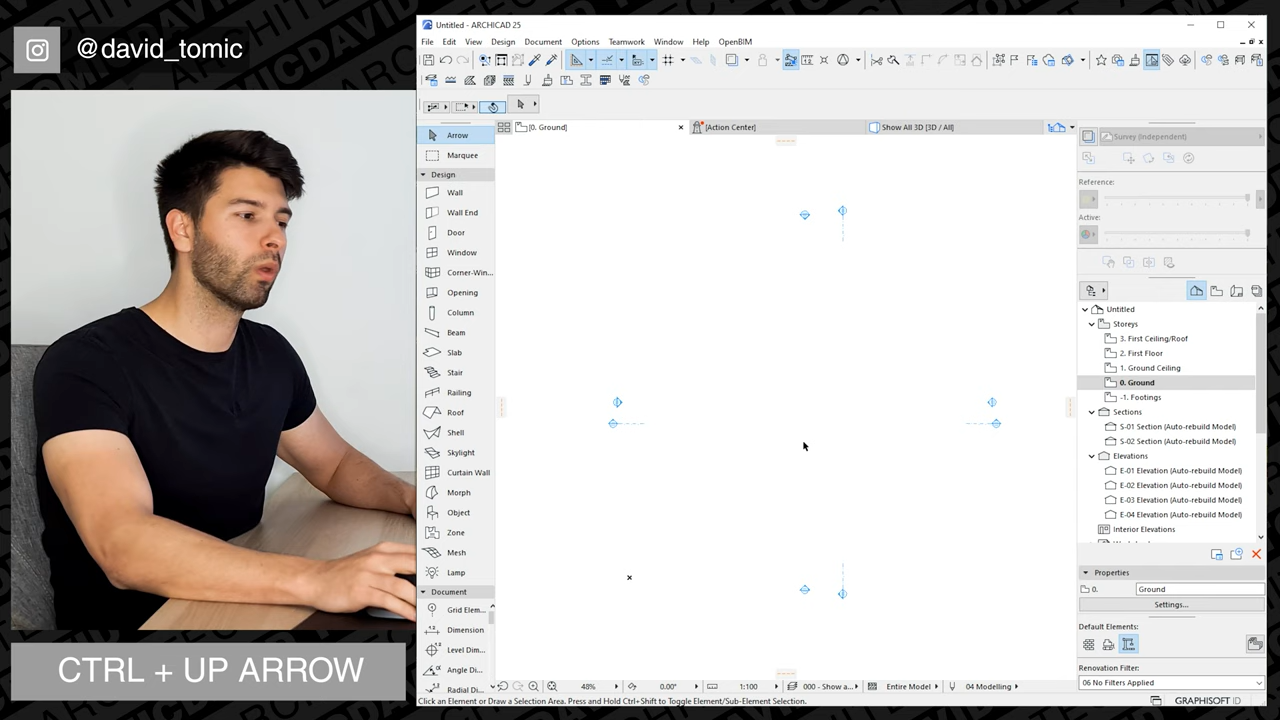 @david_tomic
CTRL + UP ARROW
Untitled - ARCHICAD 25
File Edit View Design Document Options Teamwork Window Help OpenBIM
[0. Ground]
[Action Center]
Show All 3D [3D / All]
Arrow
Marquee
Design
Wall
Wall End
Door
Window
Corner-Win...
Opening
Column
Beam
Slab
Stair
Railing
Roof
Shell
Skylight
Curtain Wall
Morph
Object
Zone
Mesh
Lamp
Document
Grid Elem...
Dimension
Level Dim...
Angle Di...
Radial Di...
Survey (Independent)
Reference:
Active:
Untitled
Storeys
3. First Ceiling/Roof
2. First Floor
1. Ground Ceiling
0. Ground
-1. Footings
Sections
S-01 Section (Auto-rebuild Model)
S-02 Section (Auto-rebuild Model)
Elevations
E-01 Elevation (Auto-rebuild Model)
E-02 Elevation (Auto-rebuild Model)
E-03 Elevation (Auto-rebuild Model)
E-04 Elevation (Auto-rebuild Model)
Interior Elevations
Properties
0. Ground
Settings...
Default Elements:
Renovation Filter:
06 No Filters Applied
48% 0.00° 1:100 000 - Show a... Entire Model 04 Modelling
Click an Element or Draw a Selection Area. Press and Hold Ctrl+Shift to Toggle Element/Sub-Element Selection.
GRAPHISOFT ID